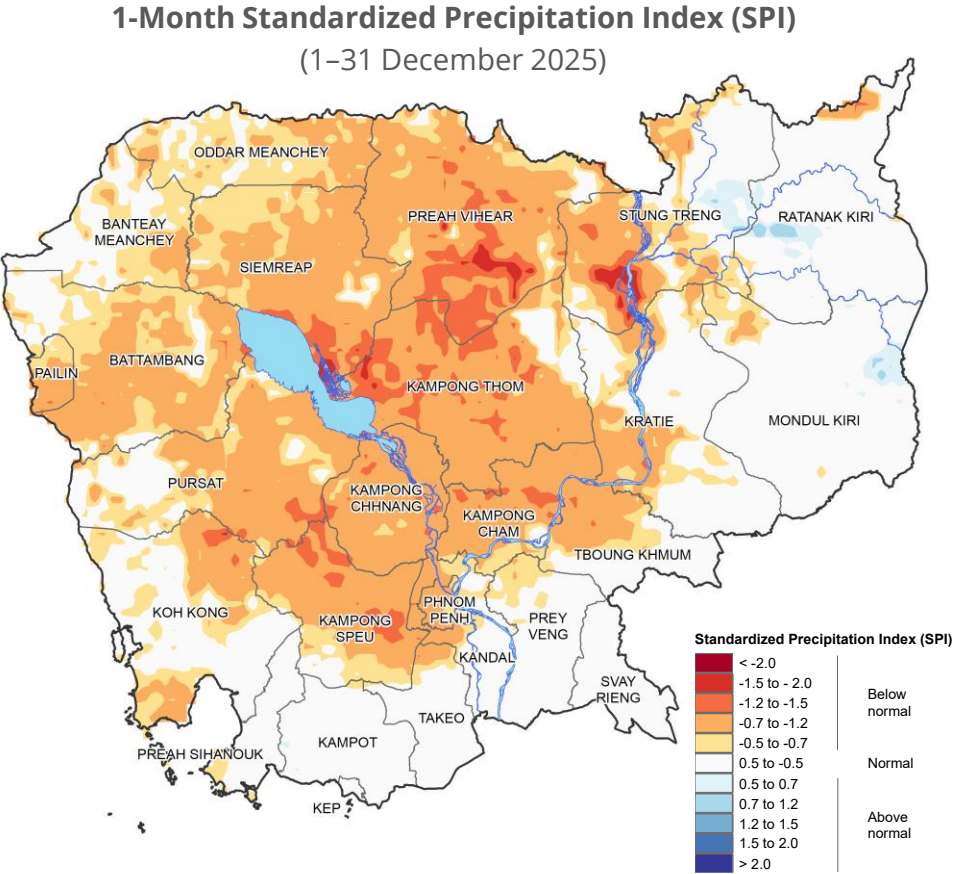 1-Month Standardized Precipitation Index (SPI)
(1–31 December 2025)
ODDAR MEANCHEY
BANTEAY
MEANCHEY
PREAH VIHEAR
STUNG TRENG
RATANAK KIRI
SIEMREAP
BATTAMBANG
PAILIN
KAMPONG THOM
KRATIE
MONDUL KIRI
PURSAT
KAMPONG
CHHNANG
KAMPONG
CHAM
TBOUNG KHMUM
KOH KONG
KAMPONG
SPEU
PHNOM
PENH
PREY
VENG
KANDAL
SVAY
RIENG
TAKEO
PREAH SIHANOUK
KAMPOT
KEP
Standardized Precipitation Index (SPI)
< -2.0
-1.5 to - 2.0
-1.2 to -1.5
-0.7 to -1.2
-0.5 to -0.7
Below
normal
0.5 to -0.5
Normal
0.5 to 0.7
0.7 to 1.2
1.2 to 1.5
1.5 to 2.0
> 2.0
Above
normal